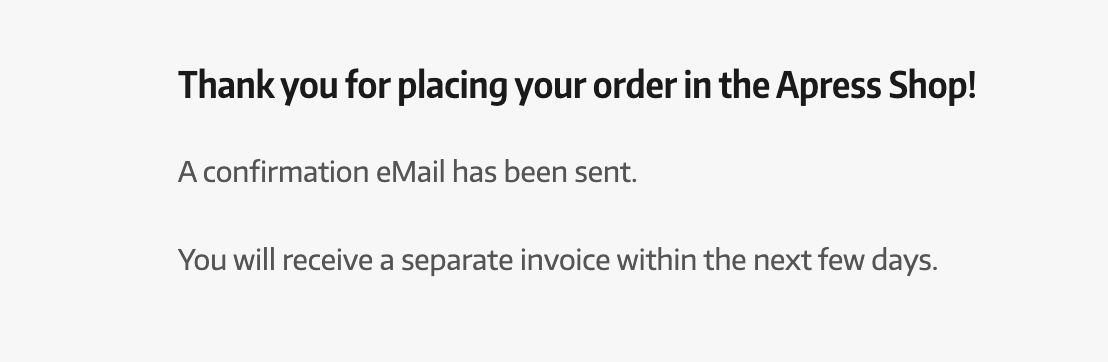 Thank you for placing your order in the Apress Shop!
A confirmation eMail has been sent.
You will receive a separate invoice within the next few days.